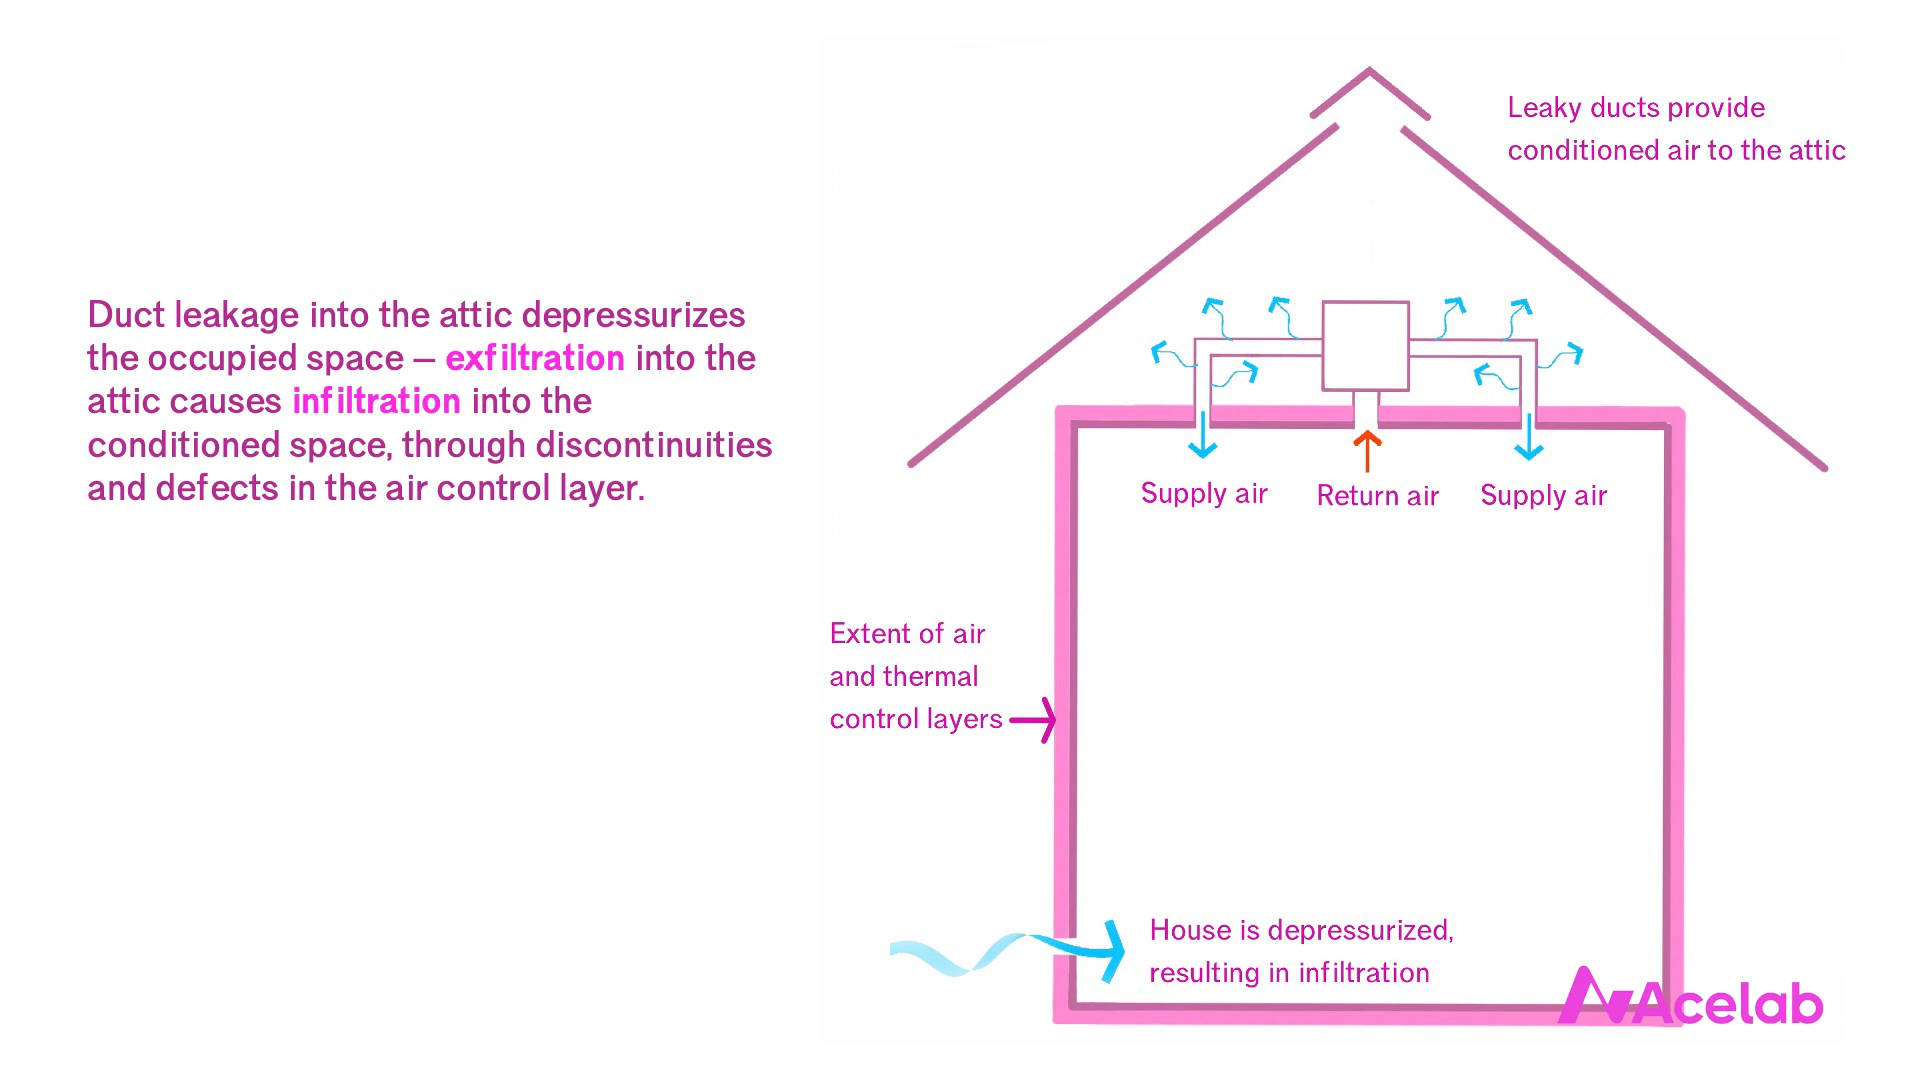 Leaky ducts provide
conditioned air to the attic
Duct leakage into the attic depressurizes
the occupied space – exfiltration into the
attic causes infiltration into the
conditioned space, through discontinuities
and defects in the air control layer.
Supply air
Return air
Supply air
Extent of air
and thermal
control layers
House is depressurized,
resulting in infiltration
Acelab